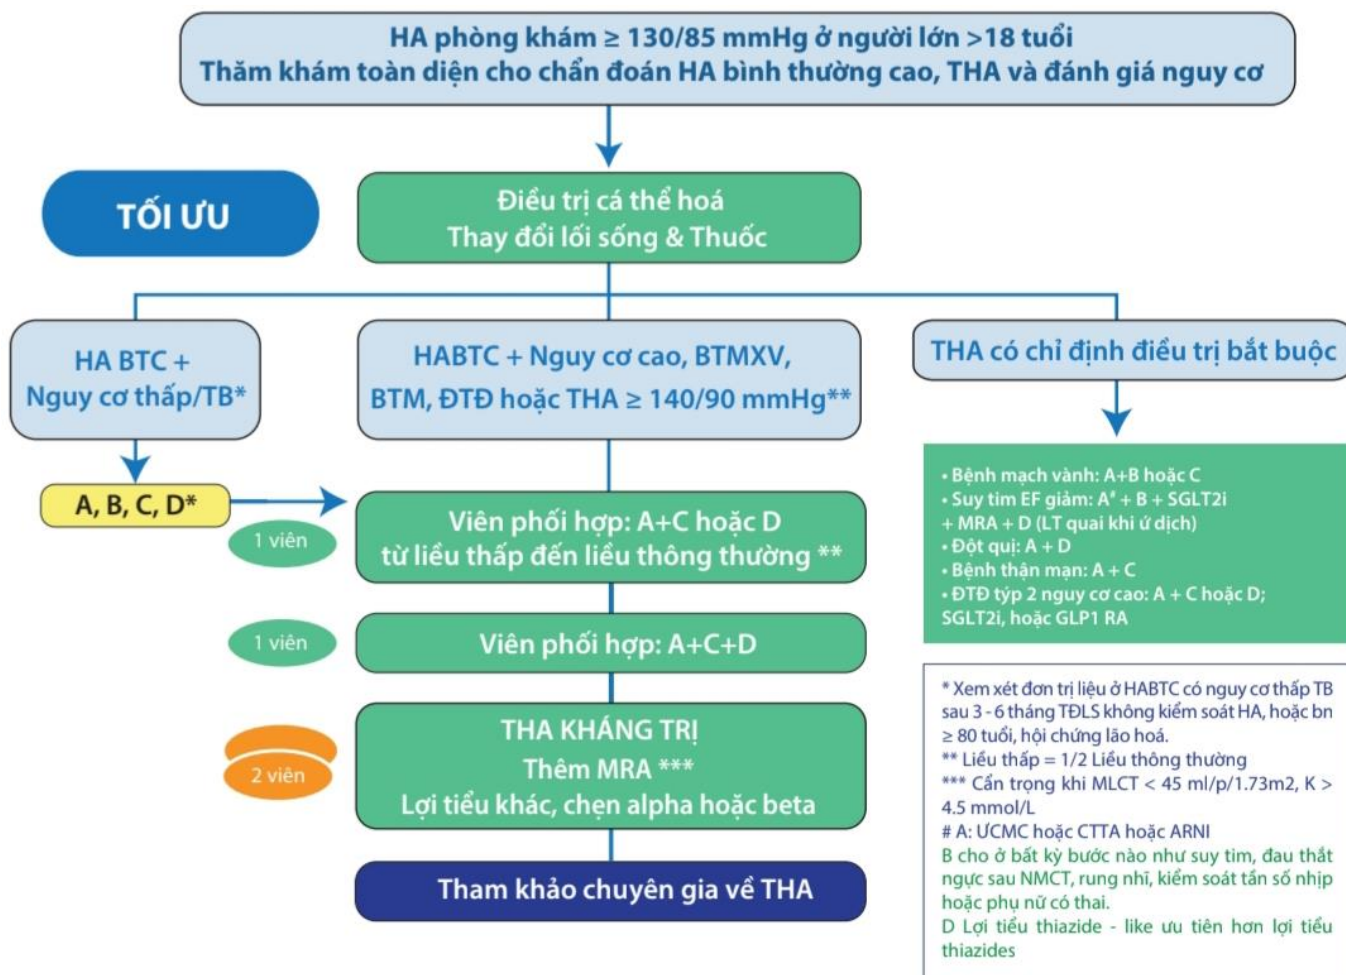 HA phòng khám ≥ 130/85 mmHg ở người lớn >18 tuổi
Thăm khám toàn diện cho chẩn đoán HA bình thường cao, THA và đánh giá nguy cơ
TỐI ƯU
Điều trị cá thể hoá
Thay đổi lối sống & Thuốc
HA BTC +
Nguy cơ thấp/TB*
HABTC + Nguy cơ cao, BTMXV,
BTM, ĐTĐ hoặc THA ≥ 140/90 mmHg**
THA có chỉ định điều trị bắt buộc
A, B, C, D*
1 viên
Viên phối hợp: A+C hoặc D
từ liều thấp đến liều thông thường **
1 viên
Viên phối hợp: A+C+D
2 viên
THA KHÁNG TRỊ
Thêm MRA ***
Lợi tiểu khác, chẹn alpha hoặc beta
Tham khảo chuyên gia về THA
• Bệnh mạch vành: A+B hoặc C
• Suy tim EF giảm: A# + B + SGLT2i
+ MRA + D (LT quai khi ứ dịch)
• Đột quị: A + D
• Bệnh thận mạn: A + C
• ĐTĐ týp 2 nguy cơ cao: A + C hoặc D;
SGLT2i, hoặc GLP1 RA
* Xem xét đơn trị liệu ở HABTC có nguy cơ thấp TB
sau 3 - 6 tháng TĐLS không kiểm soát HA, hoặc bn
≥ 80 tuổi, hội chứng lão hoá.
** Liều thấp = 1/2 Liều thông thường
*** Cẩn trọng khi MLCT < 45 ml/p/1.73m2, K >
4.5 mmol/L
# A: ƯCMC hoặc CTTA hoặc ARNI
B cho ở bất kỳ bước nào như suy tim, đau thắt
ngực sau NMCT, rung nhĩ, kiểm soát tần số nhịp
hoặc phụ nữ có thai.
D Lợi tiểu thiazide - like ưu tiên hơn lợi tiểu
thiazides